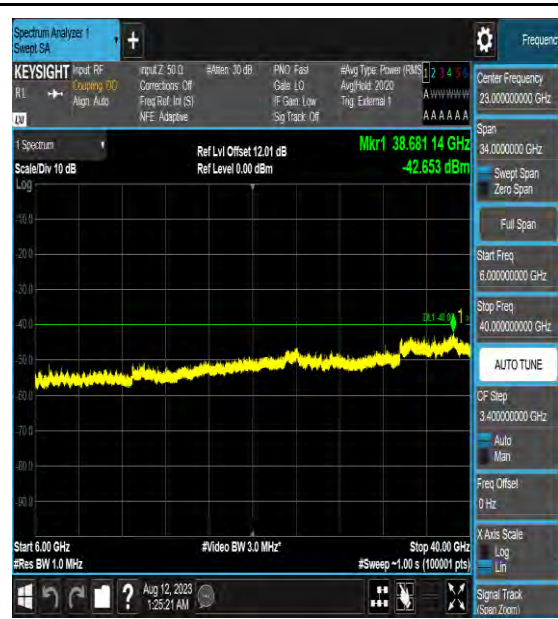 Spectrum Analyzer 1
Swept SA
Frequenc
KEYSIGHT
RL
LV
Input: RF
Coupling: DC
Align: Auto
Input Z: 50 Ω
Corrections: Off
Freq Ref: Int (S)
NFE: Adaptive
#Atten: 30 dB
PNO: Fast
Gate: LO
IF Gain: Low
Sig Track: Off
#Avg Type: Power (RMS
Avg|Hold: 20/20
Trig: External 1
1 2 3 4 5 6
A W W W W W
A A A A A A
1 Spectrum
Scale/Div 10 dB
Log
Ref Lvl Offset 12.01 dB
Ref Level 0.00 dBm
Mkr1 38.681 14 GHz
-42.653 dBm
-10.0
-20.0
-30.0
-40.0
-50.0
-60.0
-70.0
-80.0
-90.0
1
Start 6.00 GHz
#Res BW 1.0 MHz
#Video BW 3.0 MHz*
Stop 40.00 GHz
#Sweep ~1.00 s (100001 pts)
Aug 12, 2023
1:25:21 AM
Center Frequency
23.000000000 GHz
Span
34.0000000 GHz
Swept Span
Zero Span
Full Span
Start Freq
6.000000000 GHz
Stop Freq
40.000000000 GHz
AUTO TUNE
CF Step
3.400000000 GHz
Auto
Man
Freq Offset
0 Hz
X Axis Scale
Log
Lin
Signal Track
(Span Zoom)